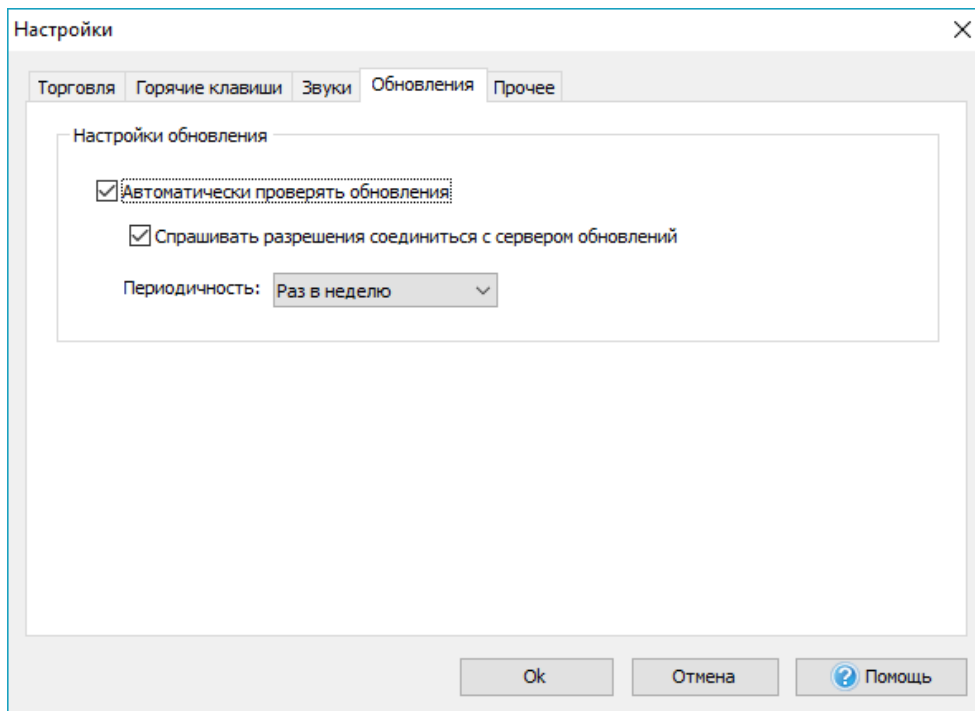 Настройки
Торговля Горячие клавиши Звуки Обновления Прочее
Настройки обновления
Автоматически проверять обновления
Спрашивать разрешения соединиться с сервером обновлений
Периодичность: Раз в неделю
Ok Отмена Помощь